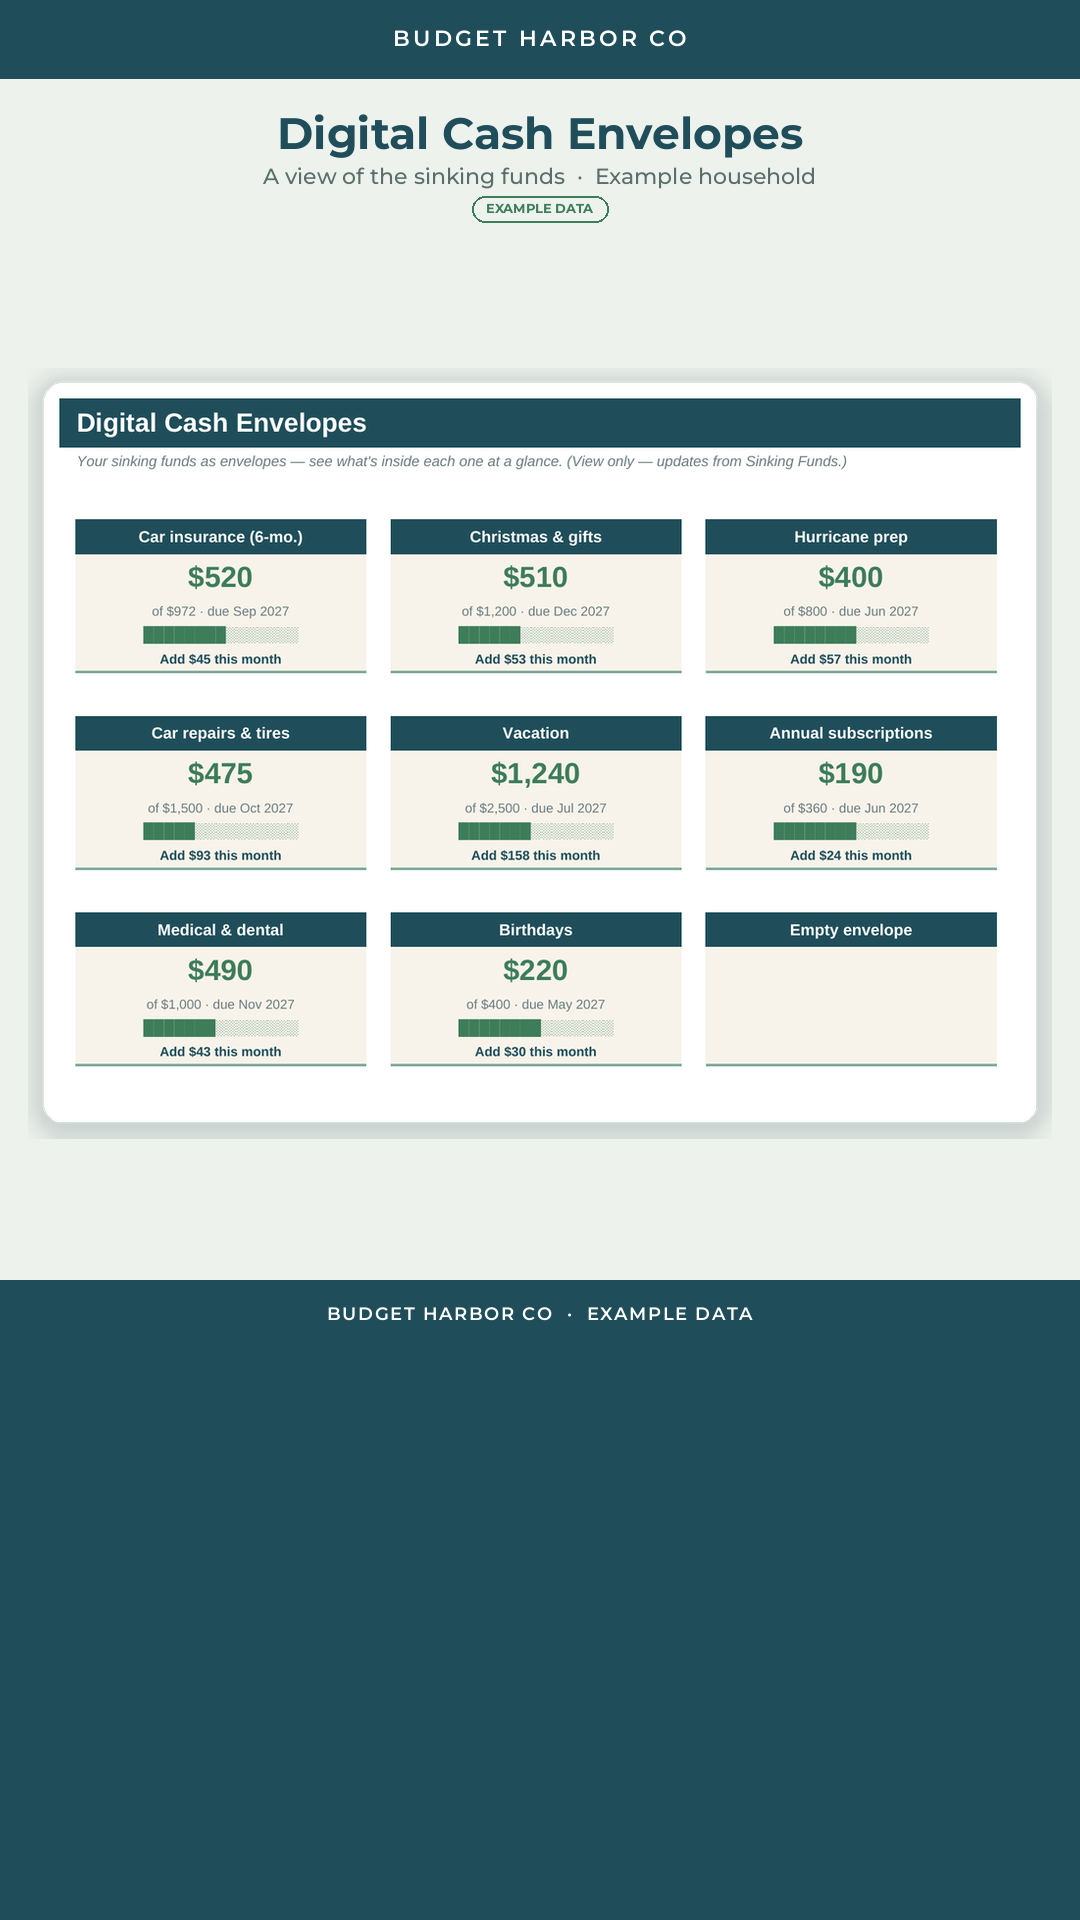 BUDGET HARBOR CO
Digital Cash Envelopes
A view of the sinking funds · Example household
EXAMPLE DATA
Digital Cash Envelopes
Your sinking funds as envelopes — see what's inside each one at a glance. (View only — updates from Sinking Funds.)
Car insurance (6-mo.)
$520
of $972 · due Sep 2027
Add $45 this month
Christmas & gifts
$510
of $1,200 · due Dec 2027
Add $53 this month
Hurricane prep
$400
of $800 · due Jun 2027
Add $57 this month
Car repairs & tires
$475
of $1,500 · due Oct 2027
Add $93 this month
Vacation
$1,240
of $2,500 · due Jul 2027
Add $158 this month
Annual subscriptions
$190
of $360 · due Jun 2027
Add $24 this month
Medical & dental
$490
of $1,000 · due Nov 2027
Add $43 this month
Birthdays
$220
of $400 · due May 2027
Add $30 this month
Empty envelope
BUDGET HARBOR CO · EXAMPLE DATA